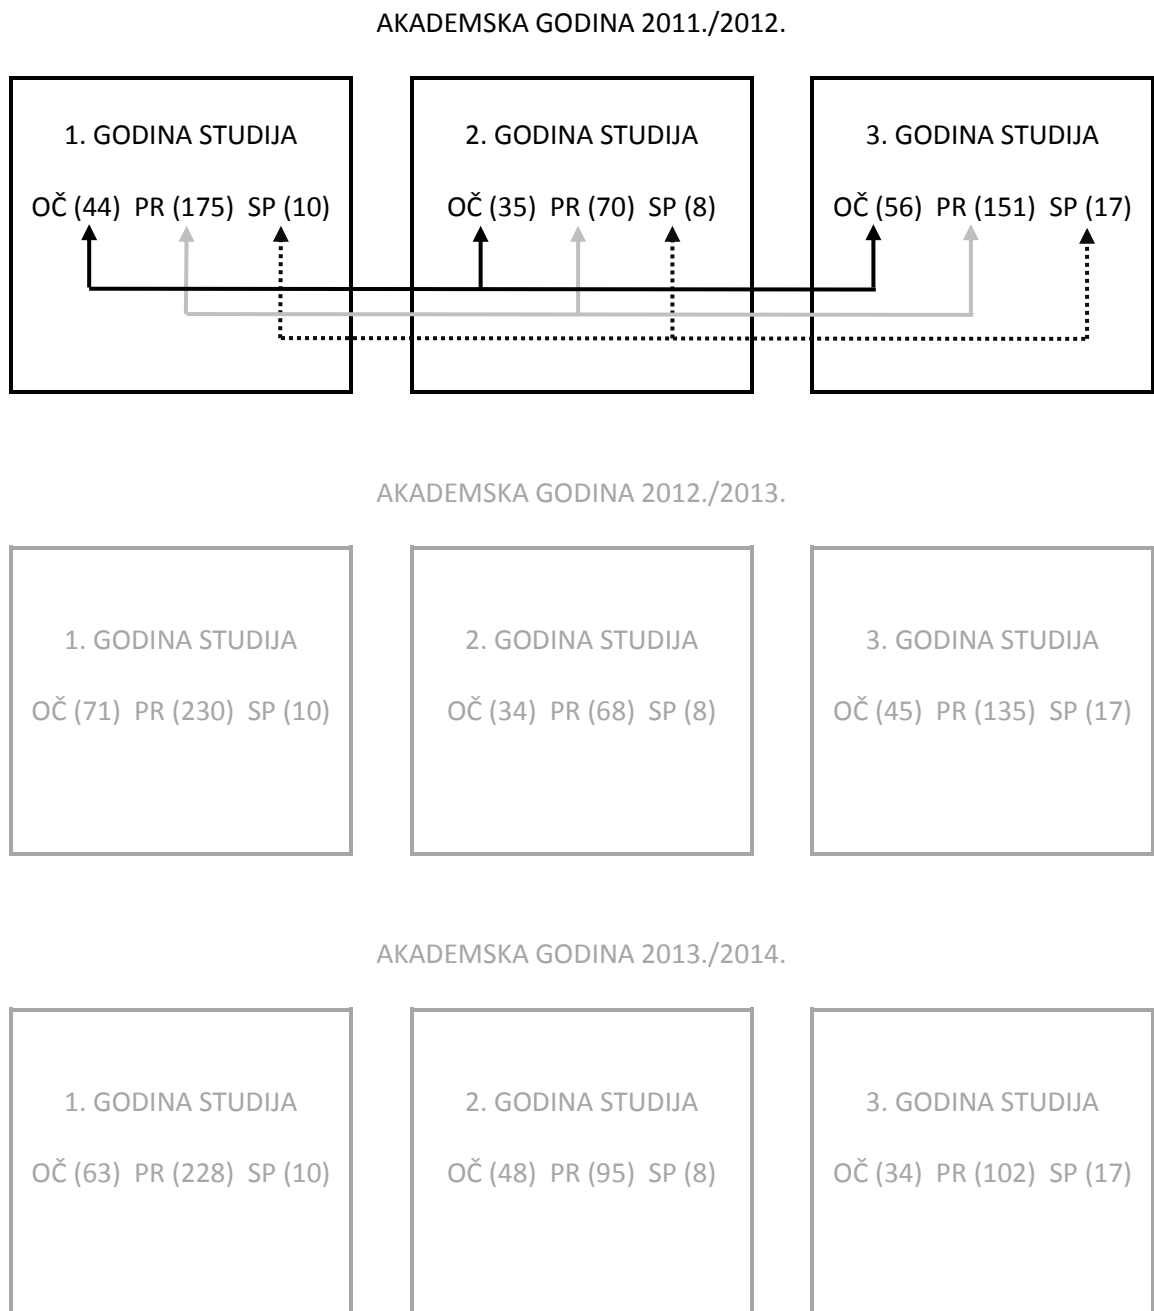 AKADEMSKA GODINA 2011./2012.
1. GODINA STUDIJA
OČ (44) PR (175) SP (10)
2. GODINA STUDIJA
OČ (35) PR (70) SP (8)
3. GODINA STUDIJA
OČ (56) PR (151) SP (17)
AKADEMSKA GODINA 2012./2013.
1. GODINA STUDIJA
OČ (71) PR (230) SP (10)
2. GODINA STUDIJA
OČ (34) PR (68) SP (8)
3. GODINA STUDIJA
OČ (45) PR (135) SP (17)
AKADEMSKA GODINA 2013./2014.
1. GODINA STUDIJA
OČ (63) PR (228) SP (10)
2. GODINA STUDIJA
OČ (48) PR (95) SP (8)
3. GODINA STUDIJA
OČ (34) PR (102) SP (17)